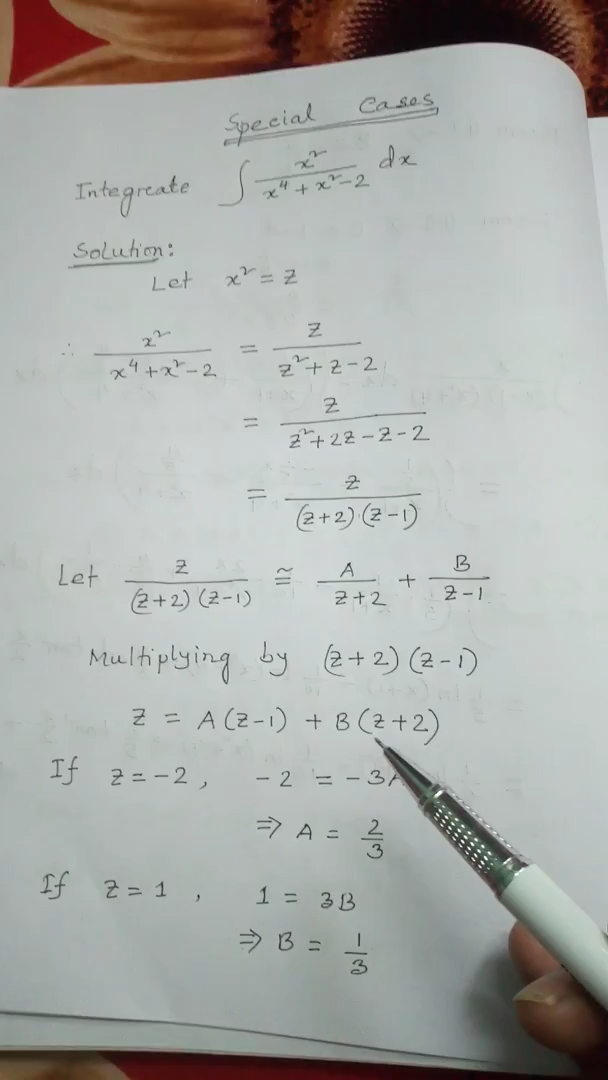 Special Cases
Integrate ∫ x²/(x⁴ + x² - 2) dx
Solution:
Let x² = z
∴ x²/(x⁴ + x² - 2) = z/(z² + z - 2)
= z/(z² + 2z - z - 2)
= z/((z+2)(z-1))
Let z/((z+2)(z-1)) ≅ A/(z+2) + B/(z-1)
Multiplying by (z+2)(z-1)
z = A(z-1) + B(z+2)
If z = -2, -2 = -3A
⇒ A = 2/3
If z = 1, 1 = 3B
⇒ B = 1/3